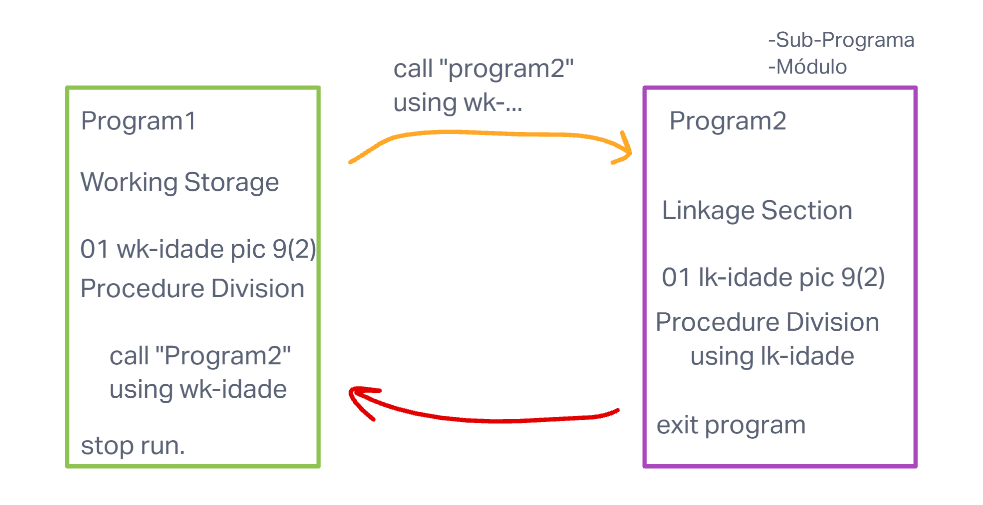 -Sub-Programa
-Módulo
call "program2"
using wk-...
Program1
Working Storage
01 wk-idade pic 9(2)
Procedure Division
call "Program2"
using wk-idade
stop run.
Program2
Linkage Section
01 lk-idade pic 9(2)
Procedure Division
using lk-idade
exit program